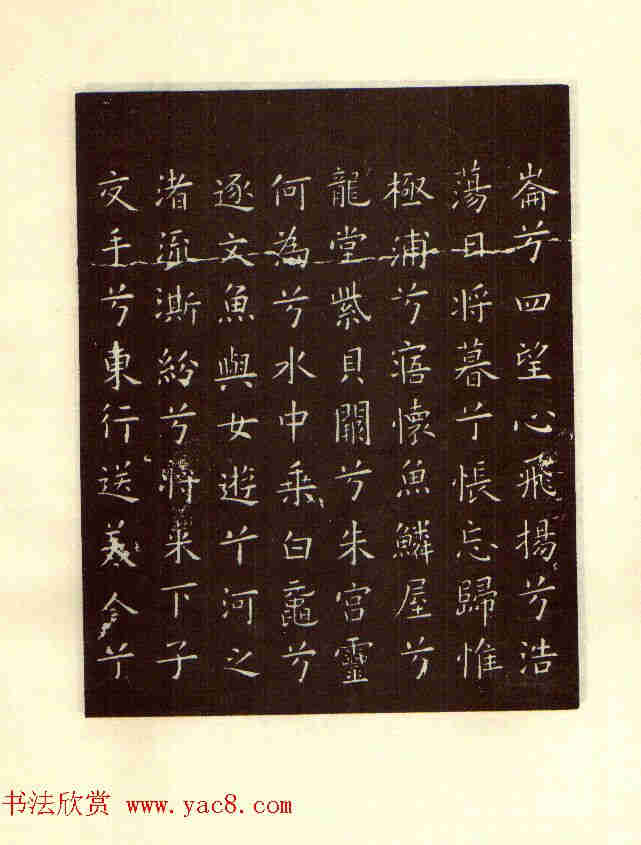 崙兮四望心飛揚兮浩
蕩日將暮兮悵忘歸惟
極浦兮寤懷魚鱗屋兮
龍堂紫貝闕兮朱宮靈
何為兮水中乘白黿兮
逐文魚與女遊兮河之
渚流澌紛兮將來下子
交手兮東行送美人兮
书法欣赏 www.yac8.com